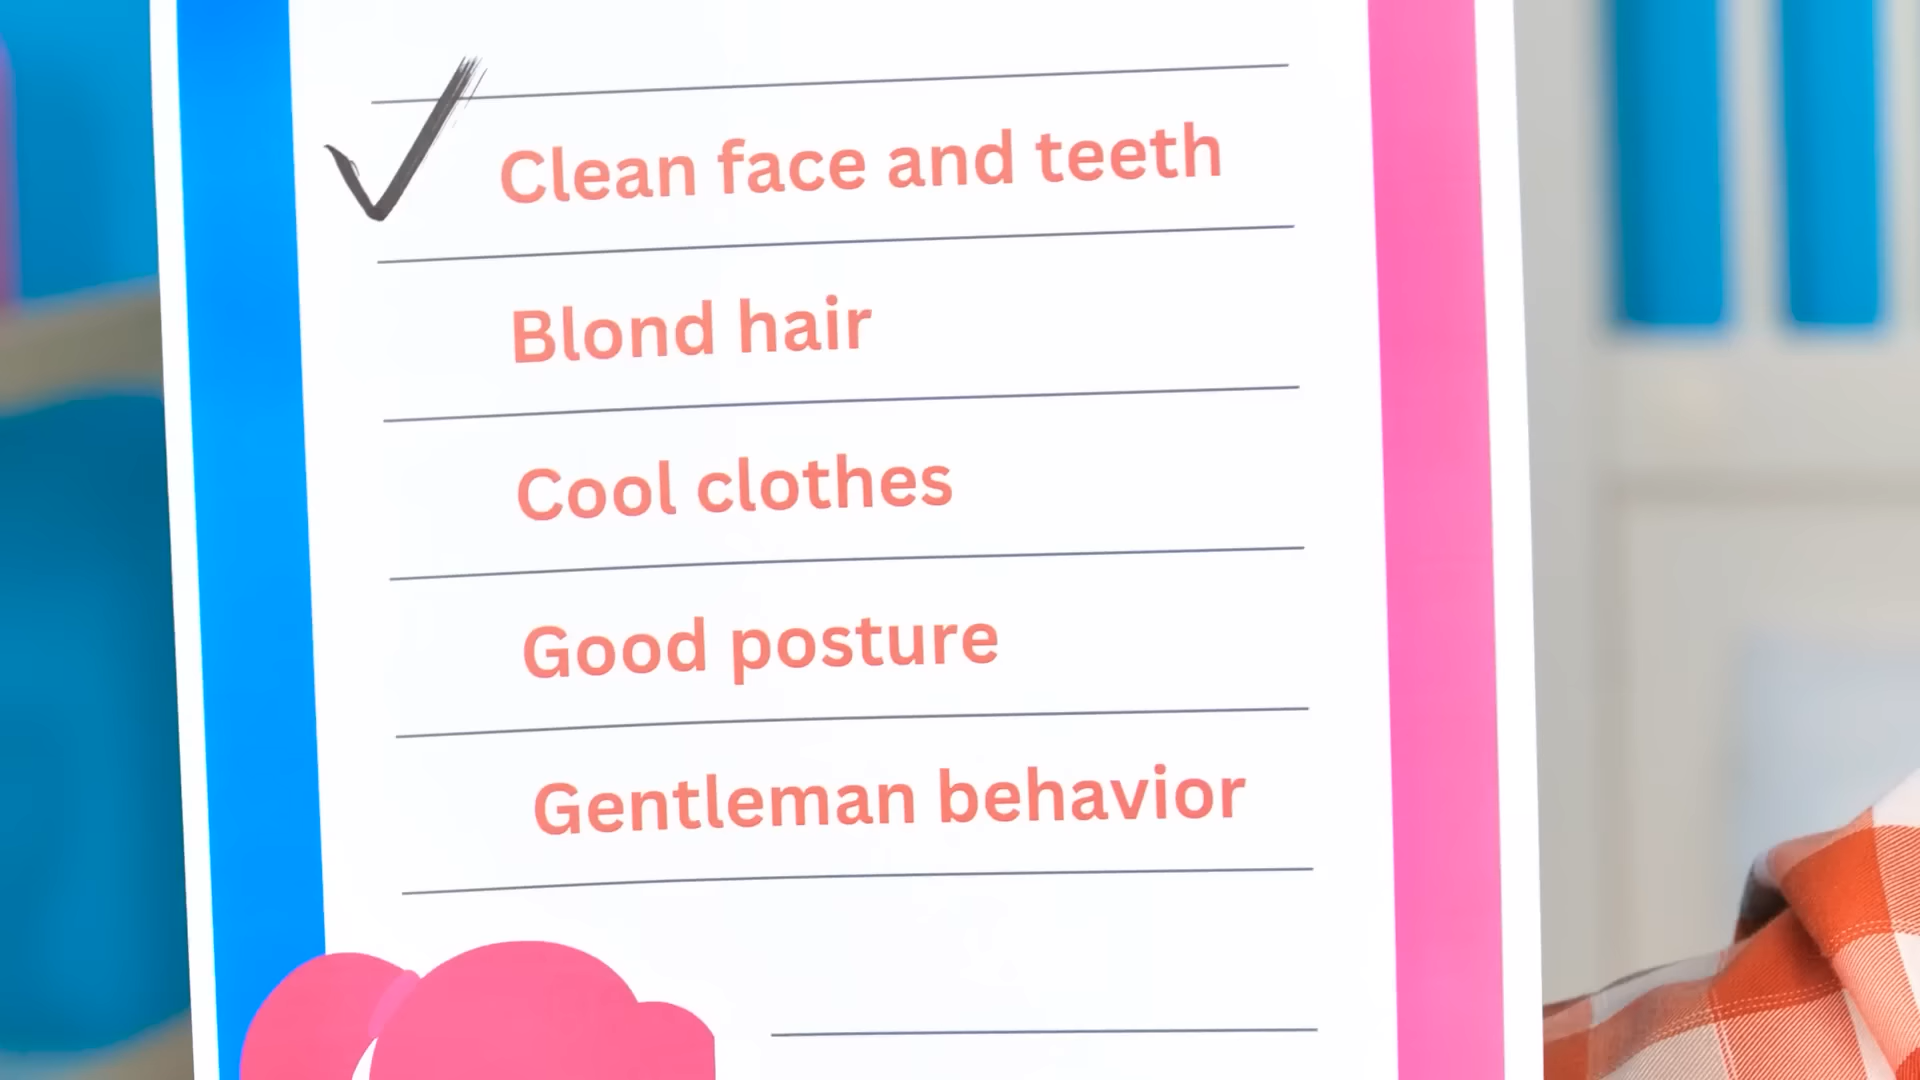 Clean face and teeth
Blond hair
Cool clothes
Good posture
Gentleman behavior